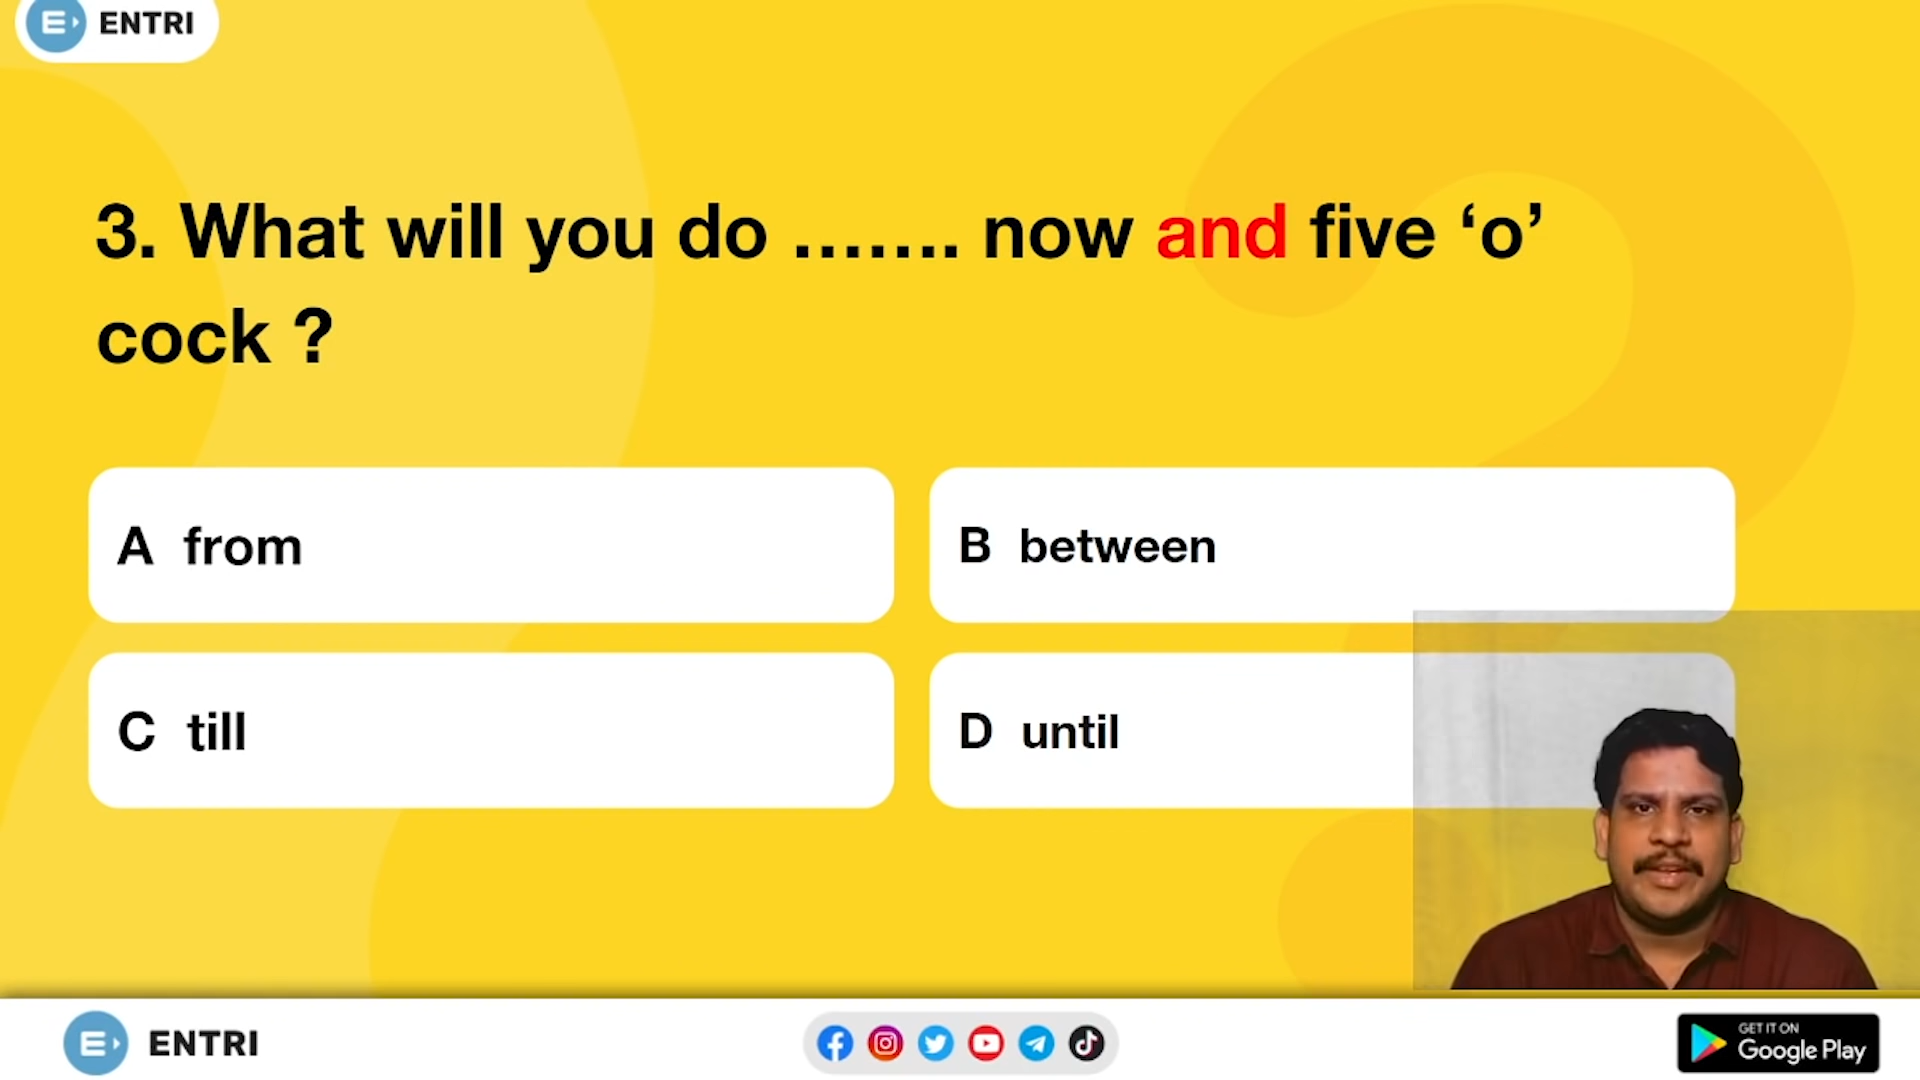 ENTRI
3. What will you do ....... now and five ‘o’
cock ?
A from
B between
C till
D until
ENTRI
GET IT ON
Google Play